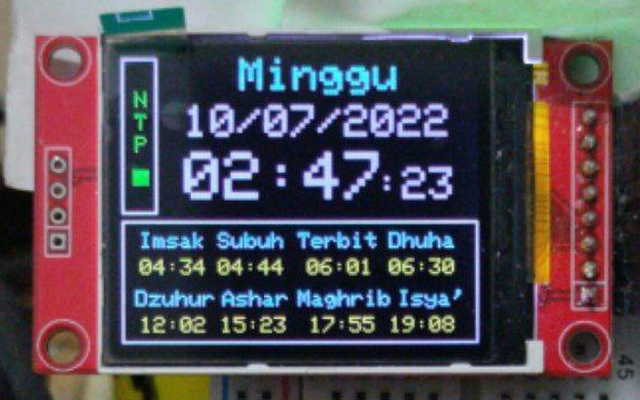 Minggu
NTP
10/07/2022
02:47:23
Imsak Subuh Terbit Dhuha
04:34 04:44 06:01 06:30
Dzuhur Ashar Maghrib Isya’
12:02 15:23 17:55 19:08
45